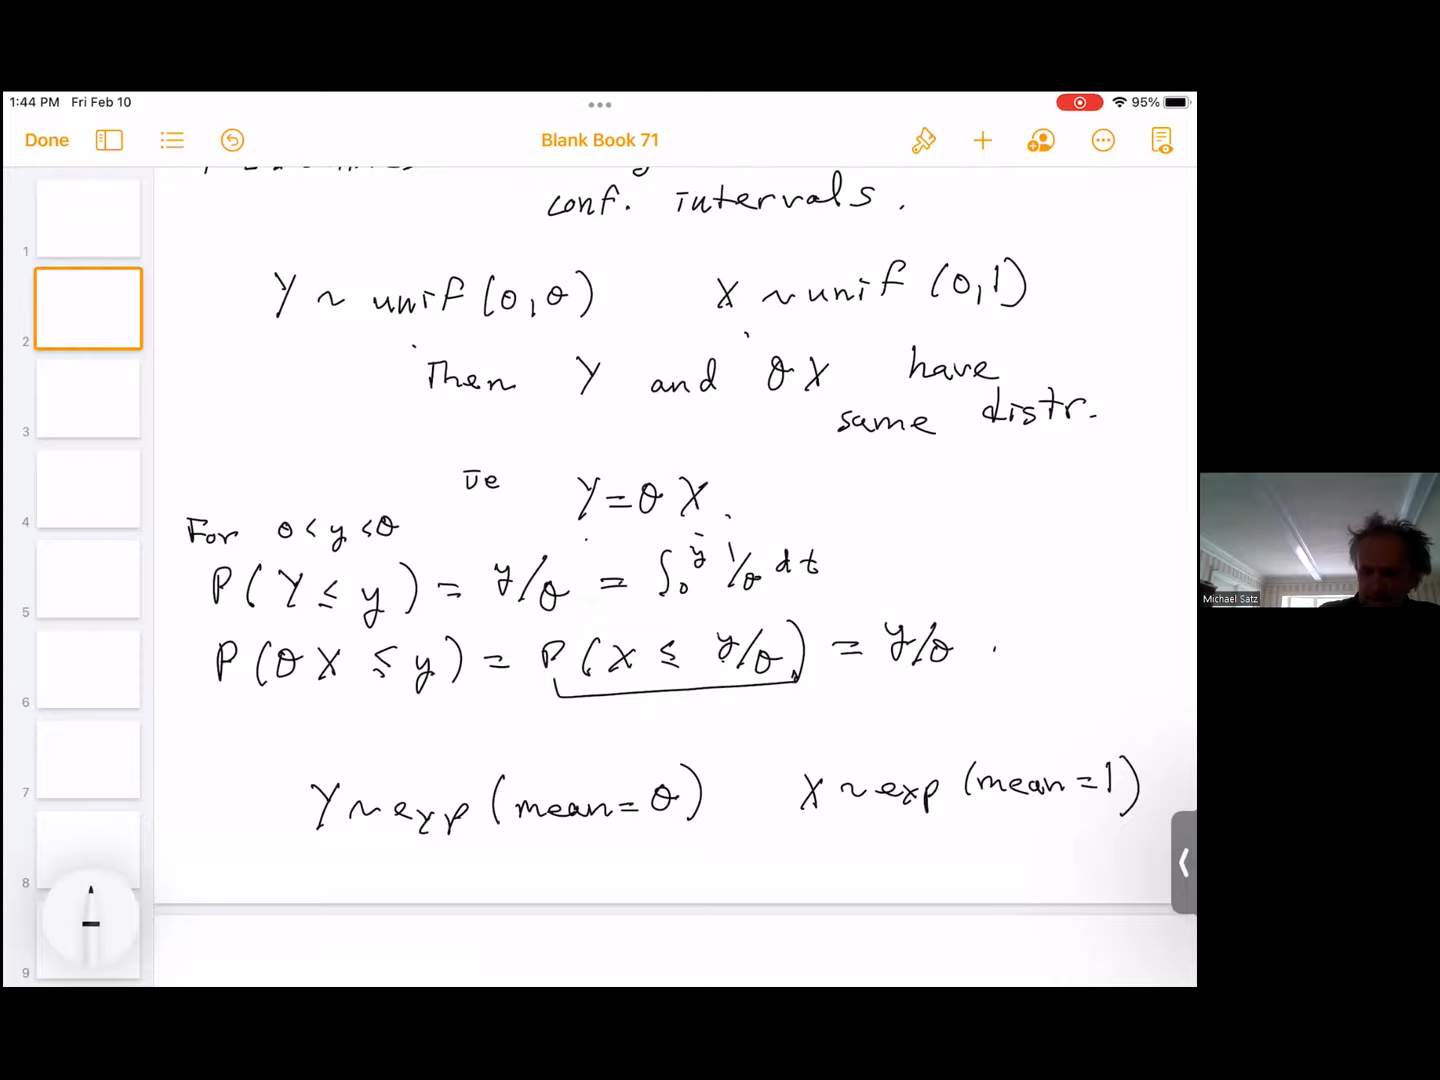 1:44 PM Fri Feb 10
95%
Done
Blank Book 71
conf. intervals.
Y ~ unif (0, θ) X ~ unif (0,1)
Then Y and θX have
same distr.
ie Y = θ X.
For 0 < y < θ
P(Y ≤ y) = y/θ = ∫₀^y 1/θ dt
P(θX ≤ y) = P(X ≤ y/θ) = y/θ.
Y ~ exp (mean = θ) X ~ exp (mean = 1)
1
2
3
4
5
6
7
8
9
Michael Satz